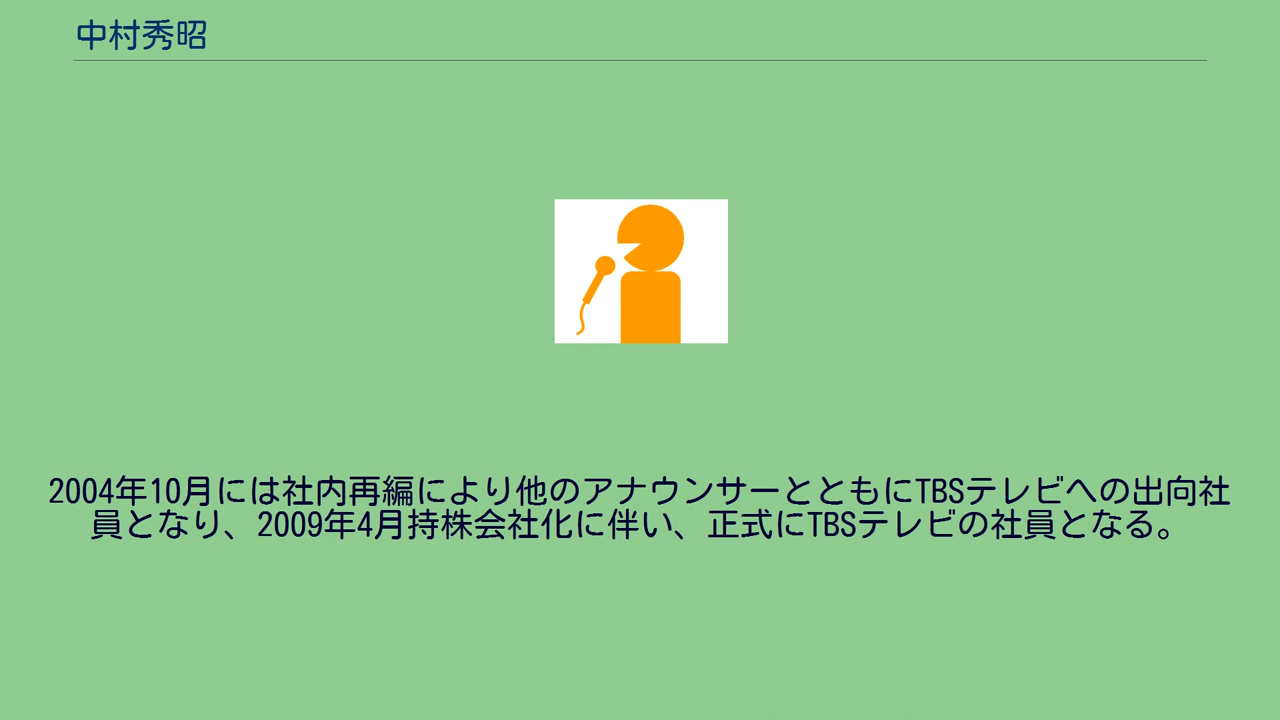 中村秀昭
2004年10月には社内再編により他のアナウンサーとともにTBSテレビへの出向社
員となり、2009年4月持株会社化に伴い、正式にTBSテレビの社員となる。